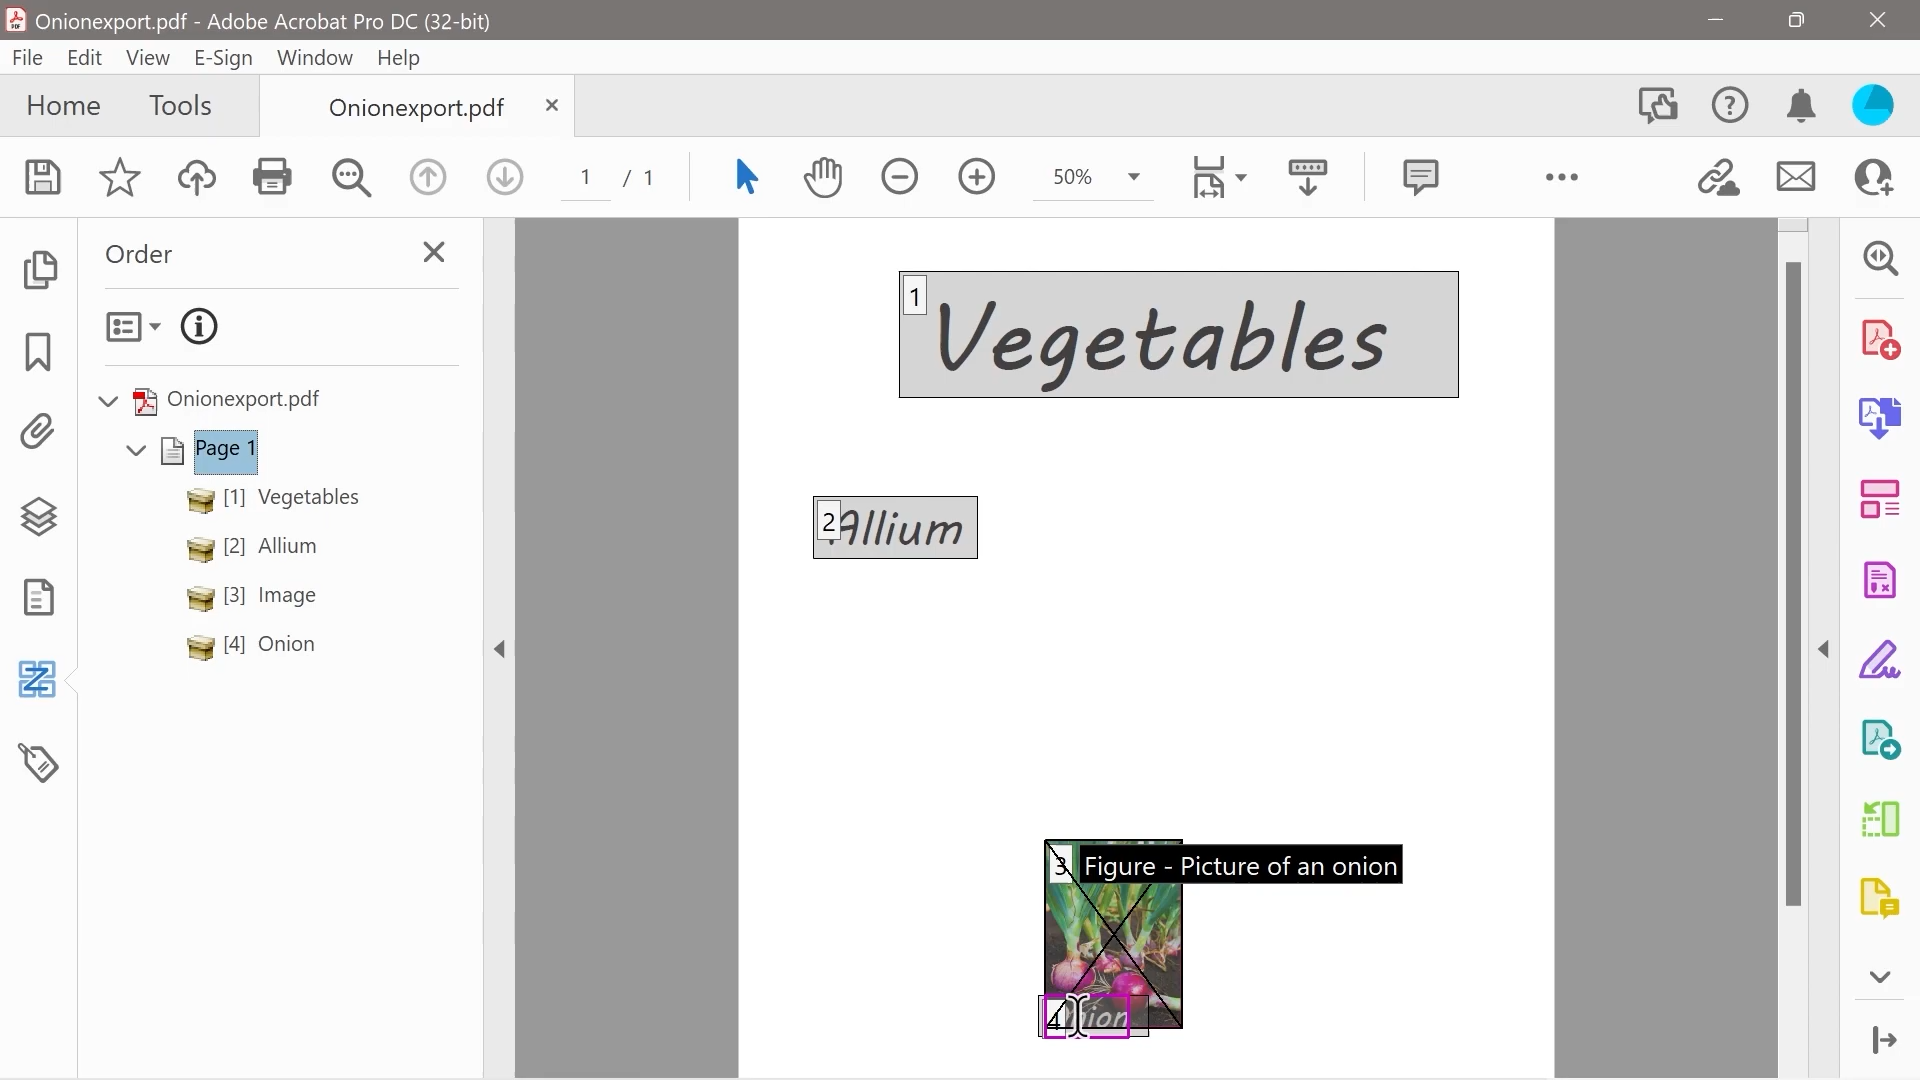 Onionexport.pdf - Adobe Acrobat Pro DC (32-bit)
File Edit View E-Sign Window Help
Home Tools Onionexport.pdf
1 / 1 50%
Order
Onionexport.pdf
Page 1
[1] Vegetables
[2] Allium
[3] Image
[4] Onion
1 Vegetables
2 Allium
3 Figure - Picture of an onion
4 Onion